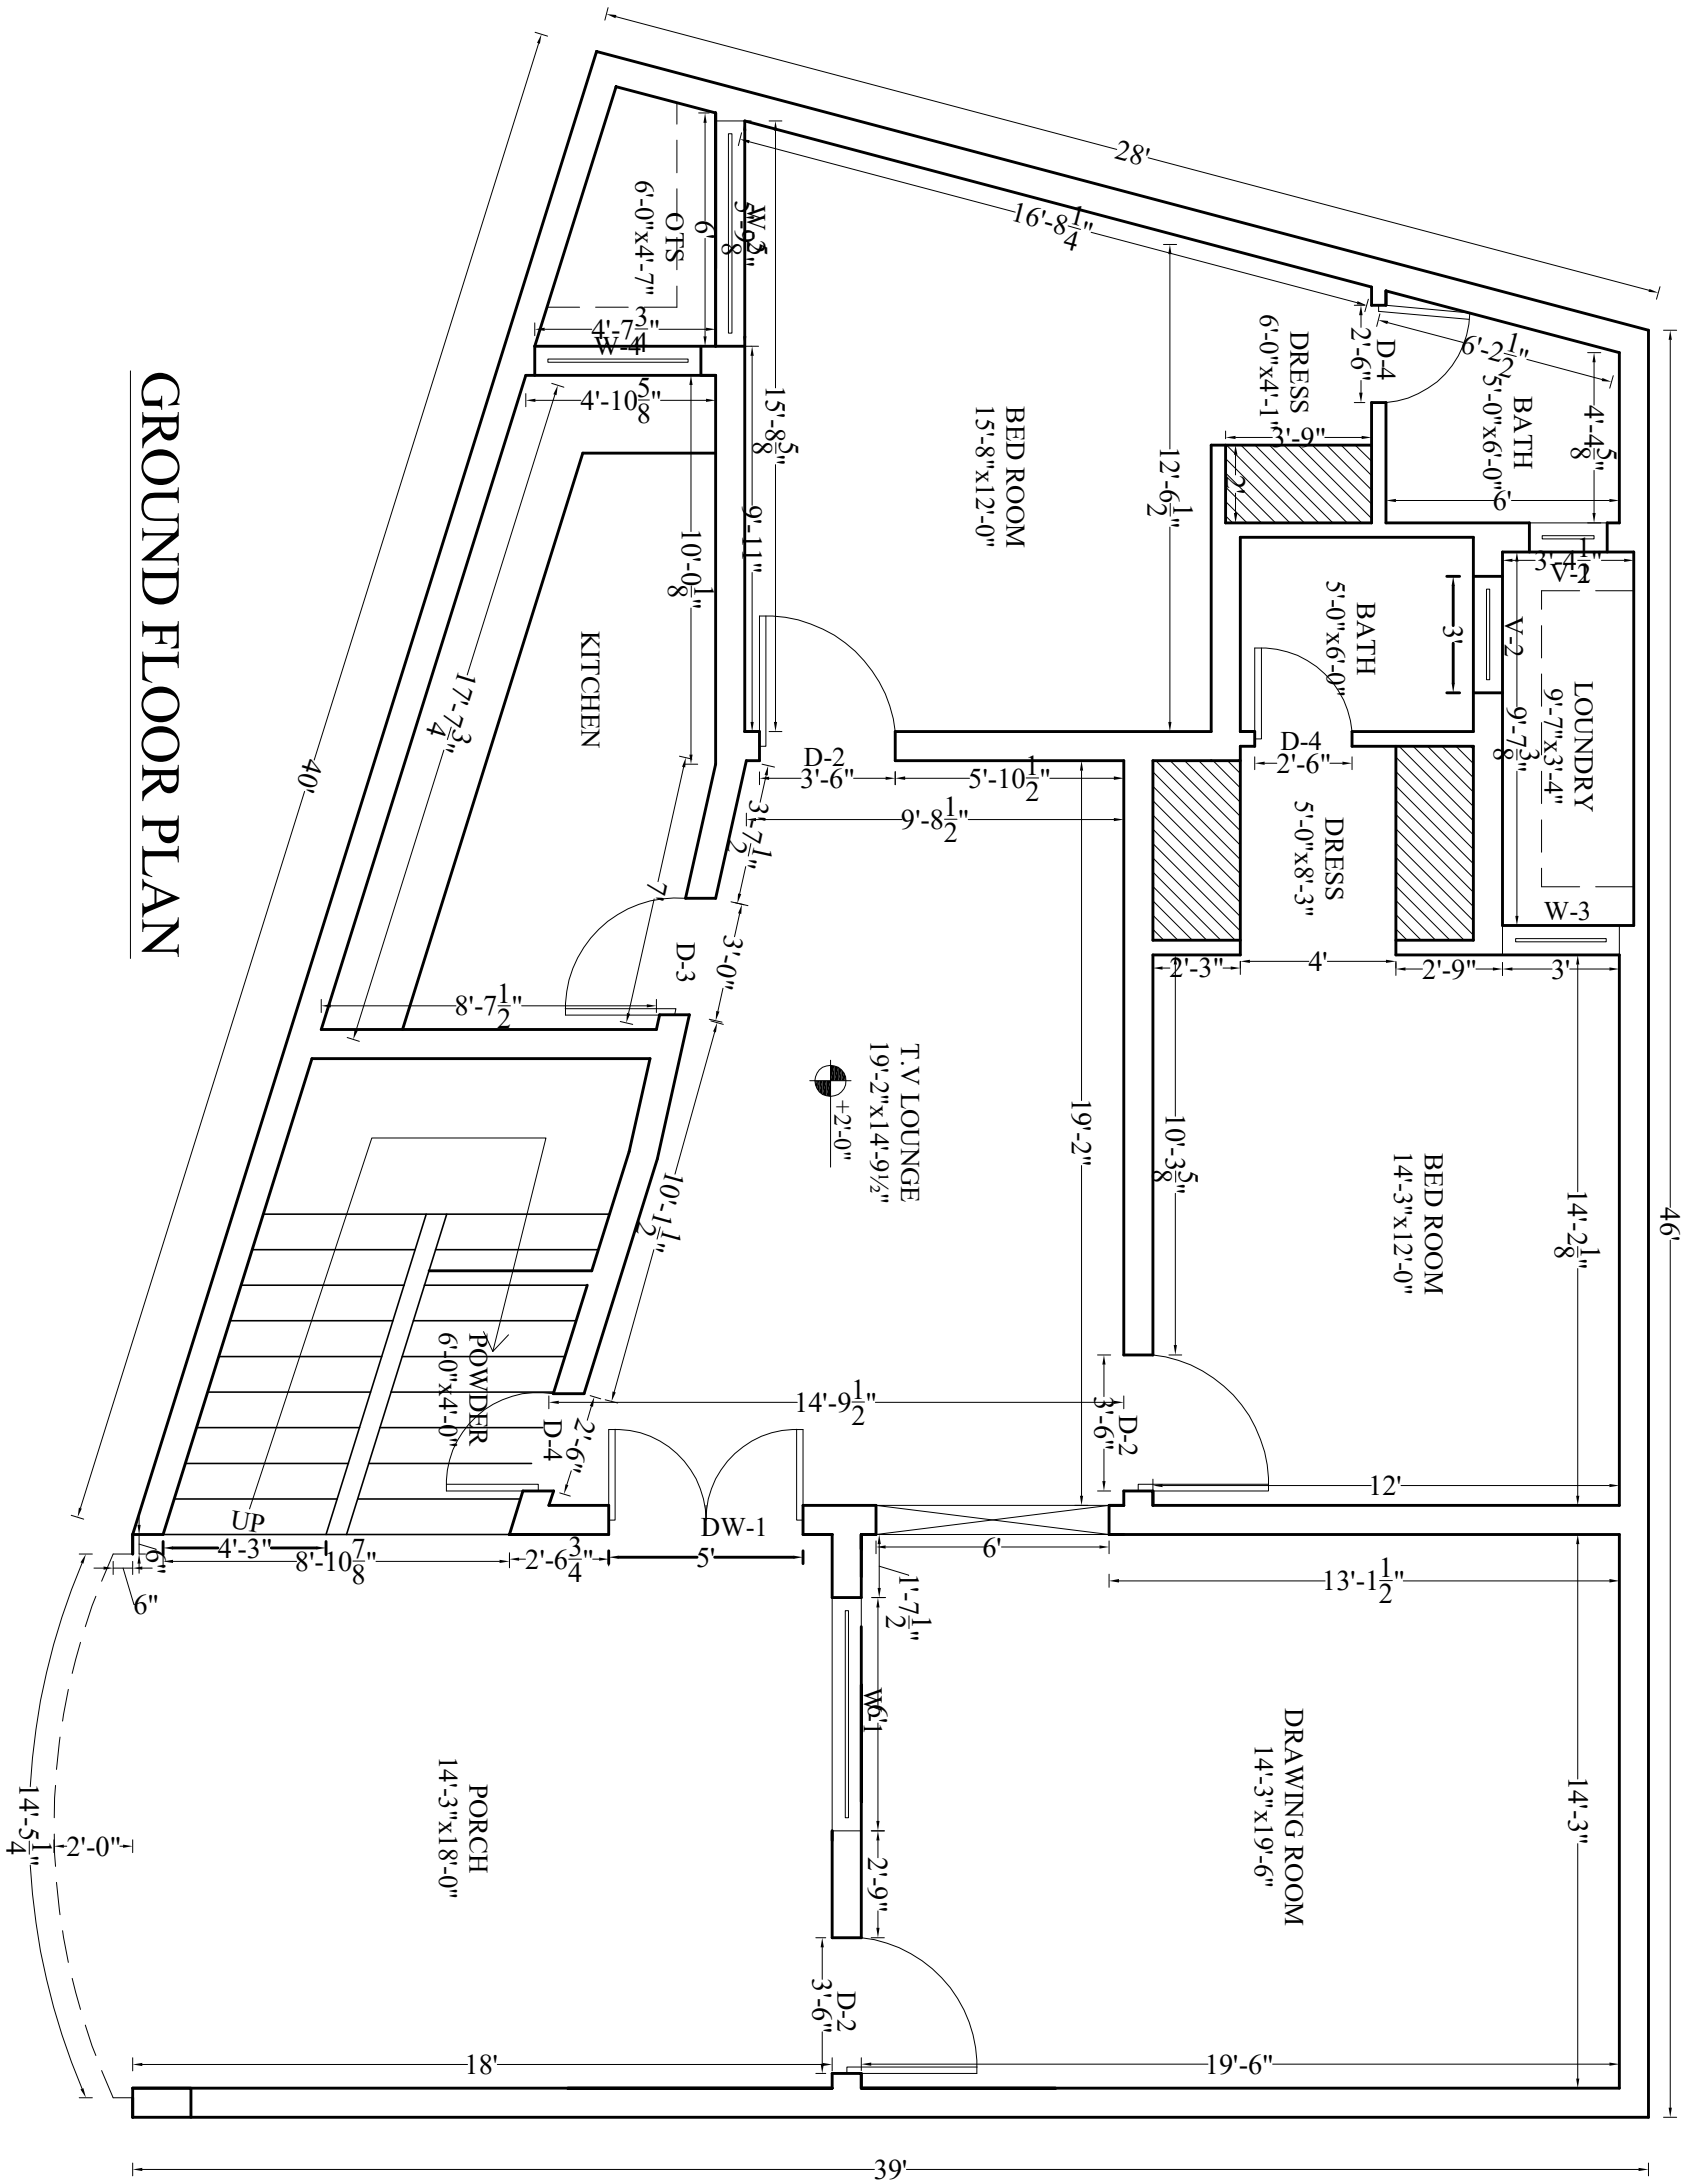 GROUND FLOOR PLAN
28'
40'
46'
39'
16'-8 1/4"
OTS
6'-0"x4'-7"
6'
W-3
5'-9 5/8"
4'-7 3/4"
W-4
4'-10 5/8"
15'-8 5/8"
9'-11"
10'-0 1/8"
BED ROOM
15'-8"x12'-0"
12'-6 1/2"
DRESS
6'-0"x4'-1"
3'-9"
2'
D-4
2'-6"
6'-2 1/2"
BATH
5'-0"x6'-0"
4'-4 5/8"
6'
3'-4 1/2"
V-1
V-2
3'
BATH
5'-0"x6'-0"
LOUNDRY
9'-7"x3'-4"
9'-7 3/8"
W-3
D-4
2'-6"
DRESS
5'-0"x8'-3"
2'-3"
4'
2'-9"
3'
KITCHEN
17'-7 3/4"
D-2
3'-6"
5'-10 1/2"
9'-8 1/2"
3'-7 1/2"
7'
D-3
3'-0"
8'-7 1/2"
T.V LOUNGE
19'-2"x14'-9½"
+2'-0"
19'-2"
10'-3 5/8"
BED ROOM
14'-3"x12'-0"
14'-2 1/8"
10'-1 1/2"
POWDER
6'-0"x4'-0"
D-4
2'-6"
14'-9 1/2"
D-2
3'-6"
12'
UP
4'-3"
8'-10 7/8"
2'-6 3/4"
DW-1
5'
6'
13'-1 1/2"
6"
6"
1'-7 1/2"
W-1
6'
2'-9"
DRAWING ROOM
14'-3"x19'-6"
14'-3"
PORCH
14'-3"x18'-0"
14'-5 1/4"
2'-0"
D-2
3'-6"
18'
19'-6"